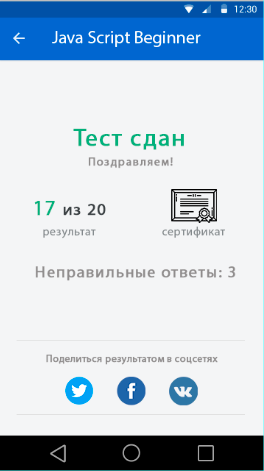 12:30
Java Script Beginner
Тест сдан
Поздравляем!
17 из 20
результат
сертификат
Неправильные ответы: 3
Поделиться результатом в соцсетях